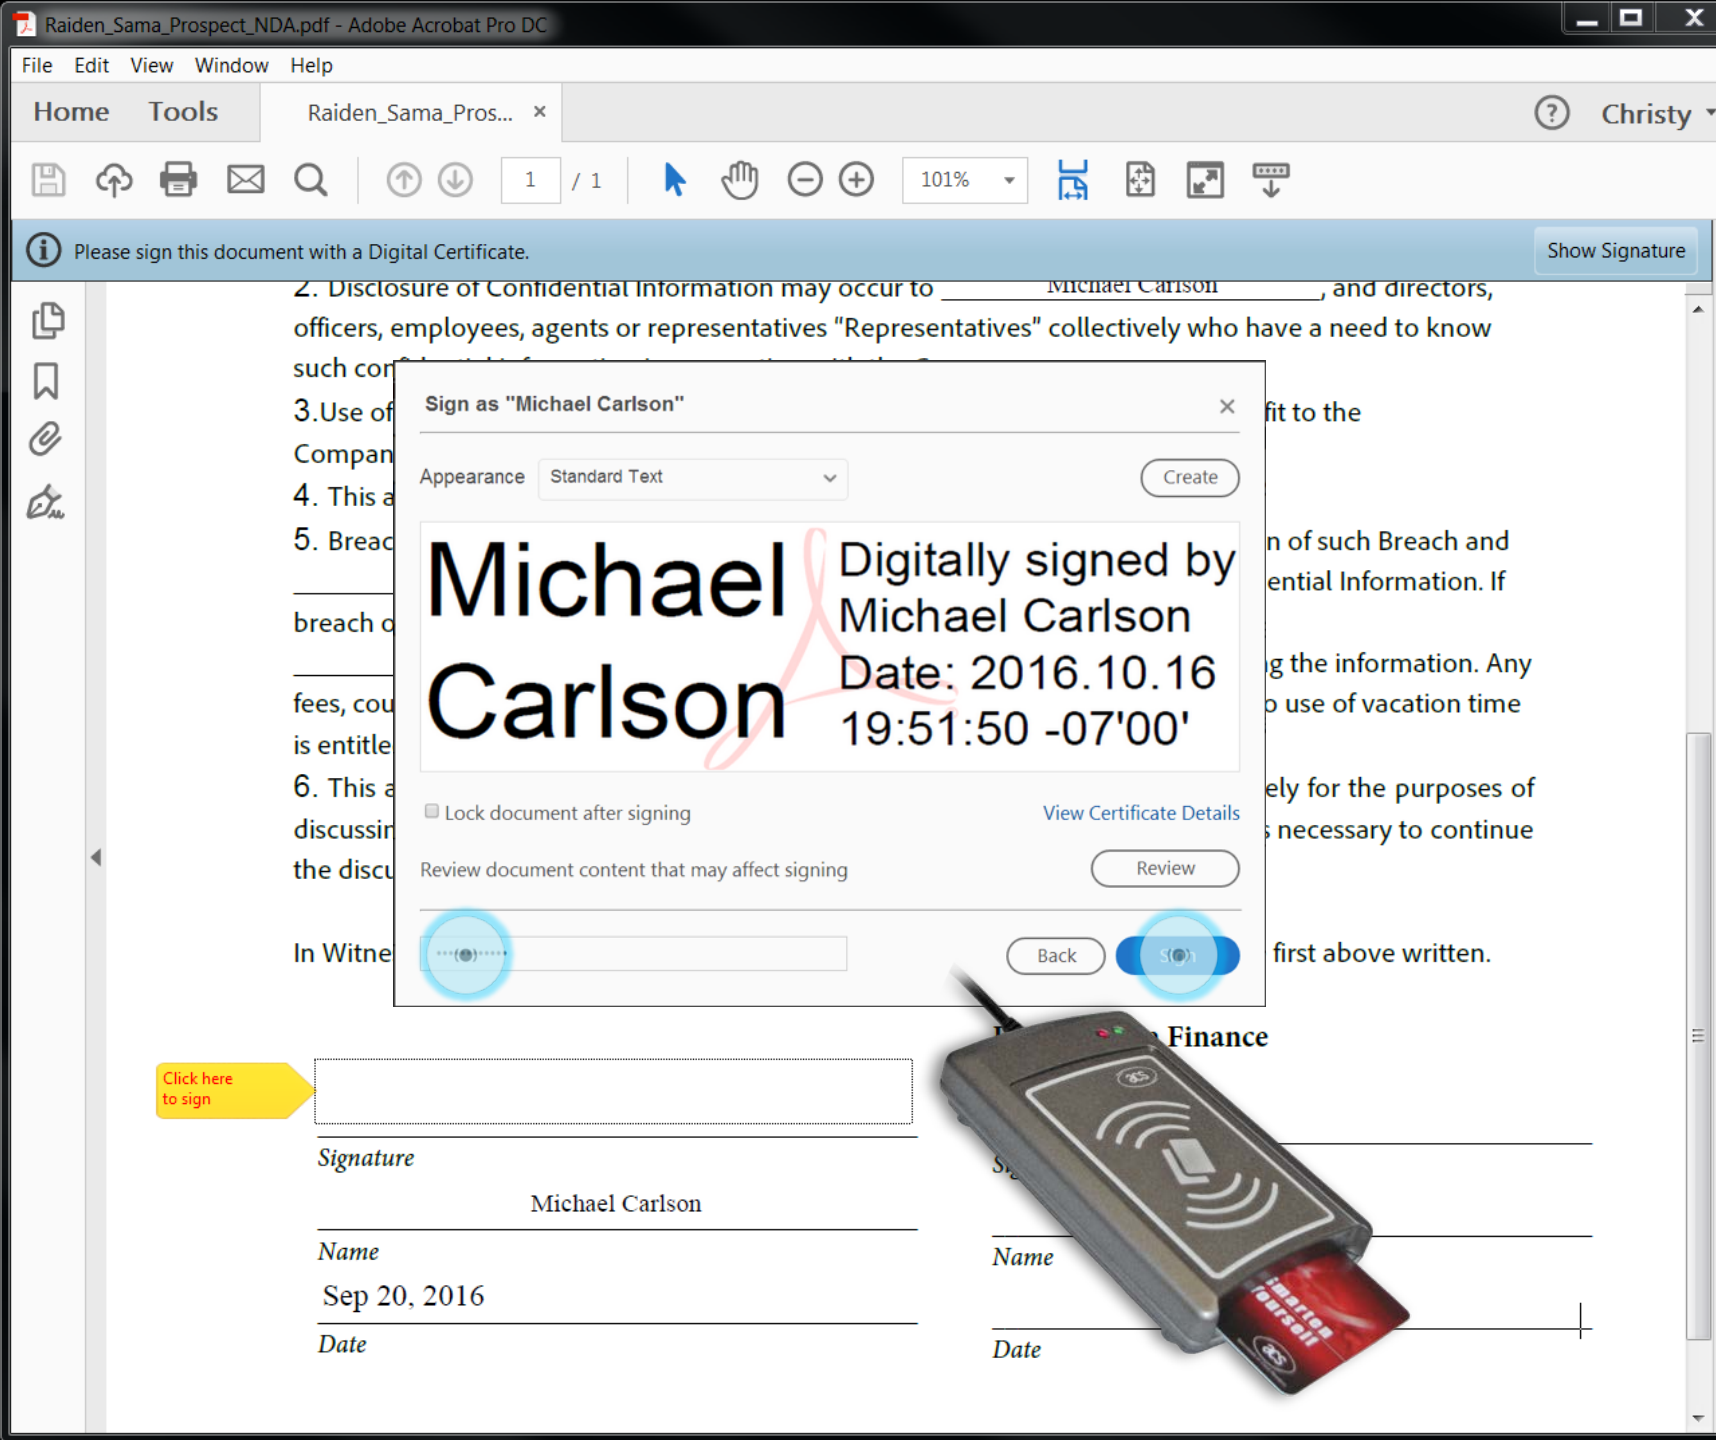 Raiden_Sama_Prospect_NDA.pdf - Adobe Acrobat Pro DC
File Edit View Window Help
Home Tools Raiden_Sama_Pros... × ? Christy
1 / 1 101%
Please sign this document with a Digital Certificate. Show Signature
2. Disclosure of Confidential Information may occur to Michael Carlson, and directors,
officers, employees, agents or representatives "Representatives" collectively who have a need to know
such
3.Use of fit to the
4. This
5. Breac n of such Breach and
ential Information. If
breach
g the information. Any
fees, use of vacation time
is
6. This ely for the purposes of
necessary to continue
the
In first above written.
Sign as "Michael Carlson"
Appearance Standard Text Create
Michael
Carlson
Digitally signed by
Michael Carlson
Date: 2016.10.16
19:51:50 -07'00'
Lock document after signing View Certificate Details
Review document content that may affect signing Review
Back Sign
Finance
Click here
to sign
Signature
Michael Carlson
Name
Sep 20, 2016
Date
Name
Date
acs
smarten
yourself
acs